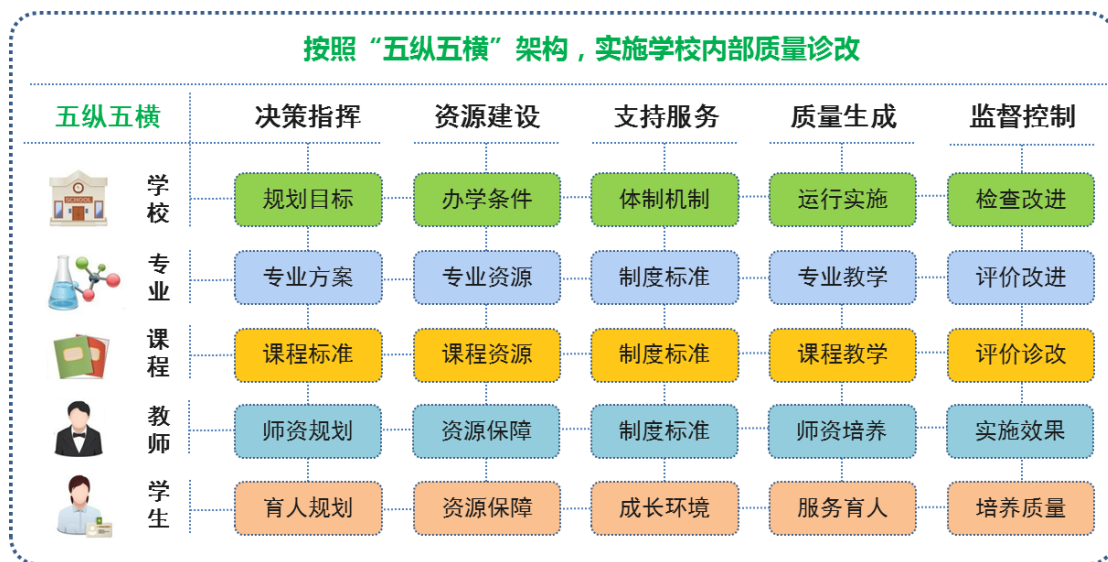 按照“五纵五横”架构，实施学校内部质量诊改
五纵五横 决策指挥 资源建设 支持服务 质量生成 监督控制
学校 规划目标 办学条件 体制机制 运行实施 检查改进
专业 专业方案 专业资源 制度标准 专业教学 评价改进
课程 课程标准 课程资源 制度标准 课程教学 评价诊改
教师 师资规划 资源保障 制度标准 师资培养 实施效果
学生 育人规划 资源保障 成长环境 服务育人 培养质量